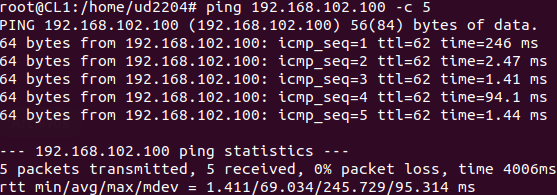 root@CL1:/home/ud2204# ping 192.168.102.100 -c 5
PING 192.168.102.100 (192.168.102.100) 56(84) bytes of data.
64 bytes from 192.168.102.100: icmp_seq=1 ttl=62 time=246 ms
64 bytes from 192.168.102.100: icmp_seq=2 ttl=62 time=2.47 ms
64 bytes from 192.168.102.100: icmp_seq=3 ttl=62 time=1.41 ms
64 bytes from 192.168.102.100: icmp_seq=4 ttl=62 time=94.1 ms
64 bytes from 192.168.102.100: icmp_seq=5 ttl=62 time=1.44 ms
--- 192.168.102.100 ping statistics ---
5 packets transmitted, 5 received, 0% packet loss, time 4006ms
rtt min/avg/max/mdev = 1.411/69.034/245.729/95.314 ms